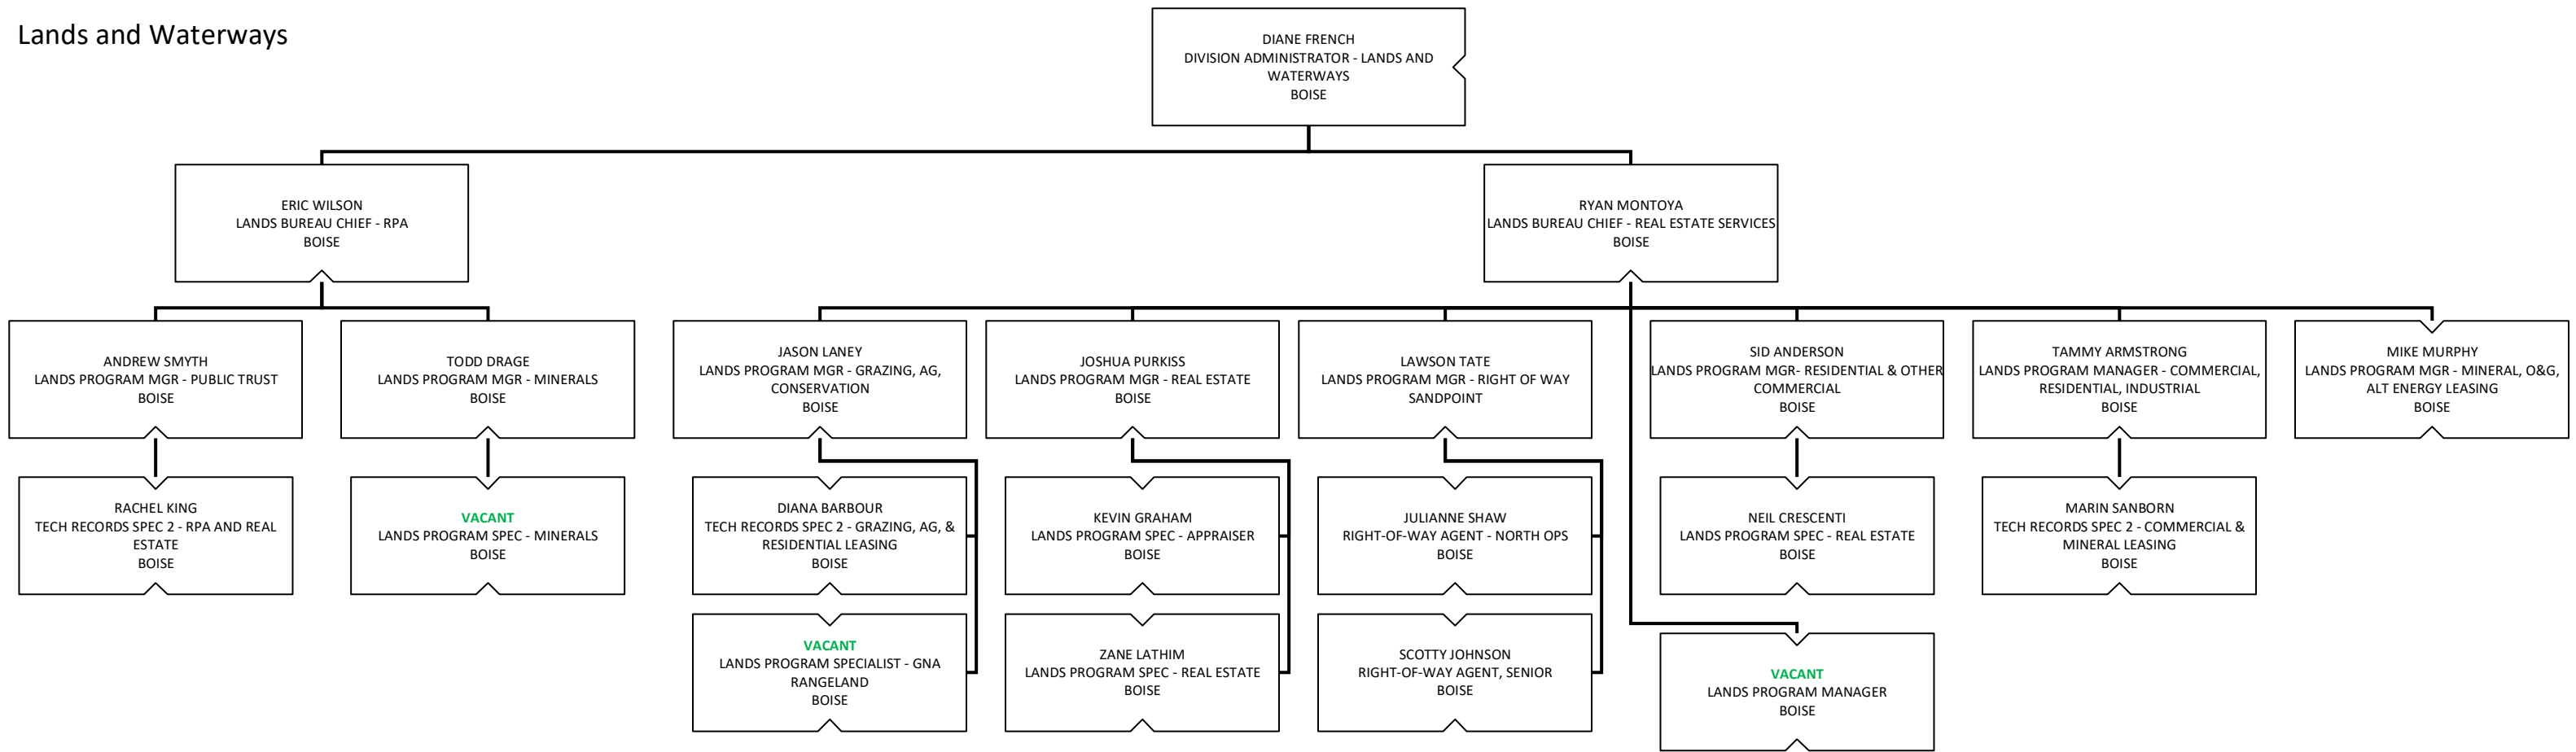 Lands and Waterways
DIANE FRENCH
DIVISION ADMINISTRATOR - LANDS AND
WATERWAYS
BOISE
ERIC WILSON
LANDS BUREAU CHIEF - RPA
BOISE
RYAN MONTOYA
LANDS BUREAU CHIEF - REAL ESTATE SERVICES
BOISE
ANDREW SMYTH
LANDS PROGRAM MGR - PUBLIC TRUST
BOISE
TODD DRAGE
LANDS PROGRAM MGR - MINERALS
BOISE
JASON LANEY
LANDS PROGRAM MGR - GRAZING, AG,
CONSERVATION
BOISE
JOSHUA PURKISS
LANDS PROGRAM MGR - REAL ESTATE
BOISE
LAWSON TATE
LANDS PROGRAM MGR - RIGHT OF WAY
SANDPOINT
SID ANDERSON
LANDS PROGRAM MGR- RESIDENTIAL & OTHER
COMMERCIAL
BOISE
TAMMY ARMSTRONG
LANDS PROGRAM MANAGER - COMMERCIAL,
RESIDENTIAL, INDUSTRIAL
BOISE
MIKE MURPHY
LANDS PROGRAM MGR - MINERAL, O&G,
ALT ENERGY LEASING
BOISE
RACHEL KING
TECH RECORDS SPEC 2 - RPA AND REAL
ESTATE
BOISE
VACANT
LANDS PROGRAM SPEC - MINERALS
BOISE
DIANA BARBOUR
TECH RECORDS SPEC 2 - GRAZING, AG, &
RESIDENTIAL LEASING
BOISE
KEVIN GRAHAM
LANDS PROGRAM SPEC - APPRAISER
BOISE
JULIANNE SHAW
RIGHT-OF-WAY AGENT - NORTH OPS
BOISE
NEIL CRESCENTI
LANDS PROGRAM SPEC - REAL ESTATE
BOISE
MARIN SANBORN
TECH RECORDS SPEC 2 - COMMERCIAL &
MINERAL LEASING
BOISE
VACANT
LANDS PROGRAM SPECIALIST - GNA
RANGELAND
BOISE
ZANE LATHIM
LANDS PROGRAM SPEC - REAL ESTATE
BOISE
SCOTTY JOHNSON
RIGHT-OF-WAY AGENT, SENIOR
BOISE
VACANT
LANDS PROGRAM MANAGER
BOISE